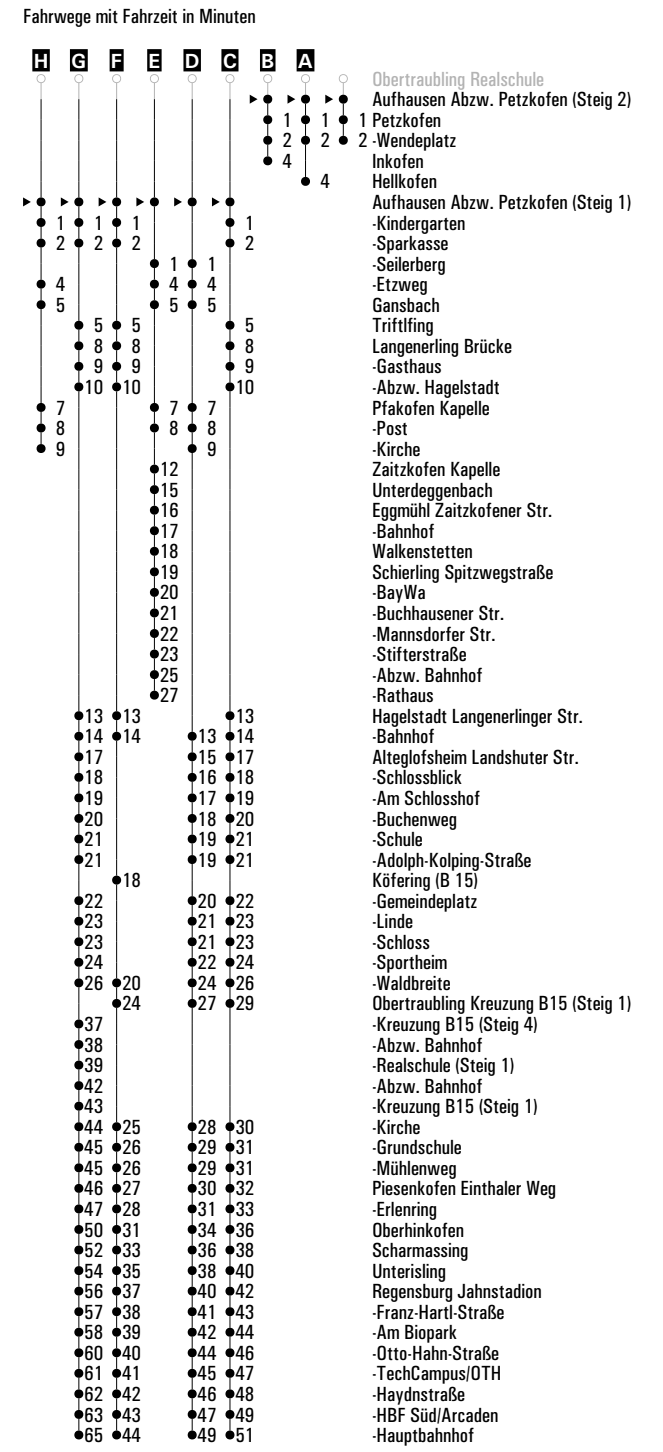 Fahrwege mit Fahrzeit in Minuten
H G F E D C B A
Obertraubling Realschule
Aufhausen Abzw. Petzkofen (Steig 2)
1 1 1 Petzkofen
2 2 2 -Wendeplatz
4 Inkofen
4 Hellkofen
Aufhausen Abzw. Petzkofen (Steig 1)
1 1 1 1 -Kindergarten
2 2 2 2 -Sparkasse
1 1 -Seilerberg
4 4 4 -Etzweg
5 5 5 Gansbach
5 5 5 Triftlfing
8 8 8 Langenerling Brücke
9 9 9 -Gasthaus
10 10 10 -Abzw. Hagelstadt
7 7 7 Pfakofen Kapelle
8 8 8 -Post
9 9 -Kirche
12 Zaitzkofen Kapelle
15 Unterdeggenbach
16 Eggmühl Zaitzkofener Str.
17 -Bahnhof
18 Walkenstetten
19 Schierling Spitzwegstraße
20 -BayWa
21 -Buchhausener Str.
22 -Mannsdorfer Str.
23 -Stifterstraße
25 -Abzw. Bahnhof
27 -Rathaus
13 13 13 Hagelstadt Langenerlinger Str.
14 14 13 14 -Bahnhof
17 15 17 Alteglofsheim Landshuter Str.
18 16 18 -Schlossblick
19 17 19 -Am Schlosshof
20 18 20 -Buchenweg
21 19 21 -Schule
21 19 21 -Adolph-Kolping-Straße
18 Köfering (B 15)
22 20 22 -Gemeindeplatz
23 21 23 -Linde
23 21 23 -Schloss
24 22 24 -Sportheim
26 20 24 26 -Waldbreite
24 27 29 Obertraubling Kreuzung B15 (Steig 1)
37 -Kreuzung B15 (Steig 4)
38 -Abzw. Bahnhof
39 -Realschule (Steig 1)
42 -Abzw. Bahnhof
43 -Kreuzung B15 (Steig 1)
44 25 28 30 -Kirche
45 26 29 31 -Grundschule
45 26 29 31 -Mühlenweg
46 27 30 32 Piesenkofen Einthaler Weg
47 28 31 33 -Erlenring
50 31 34 36 Oberhinkofen
52 33 36 38 Scharmassing
54 35 38 40 Unterisling
56 37 40 42 Regensburg Jahnstadion
57 38 41 43 -Franz-Hartl-Straße
58 39 42 44 -Am Biopark
60 40 44 46 -Otto-Hahn-Straße
61 41 45 47 -TechCampus/OTH
62 42 46 48 -Haydnstraße
63 43 47 49 -HBF Süd/Arcaden
65 44 49 51 -Hauptbahnhof